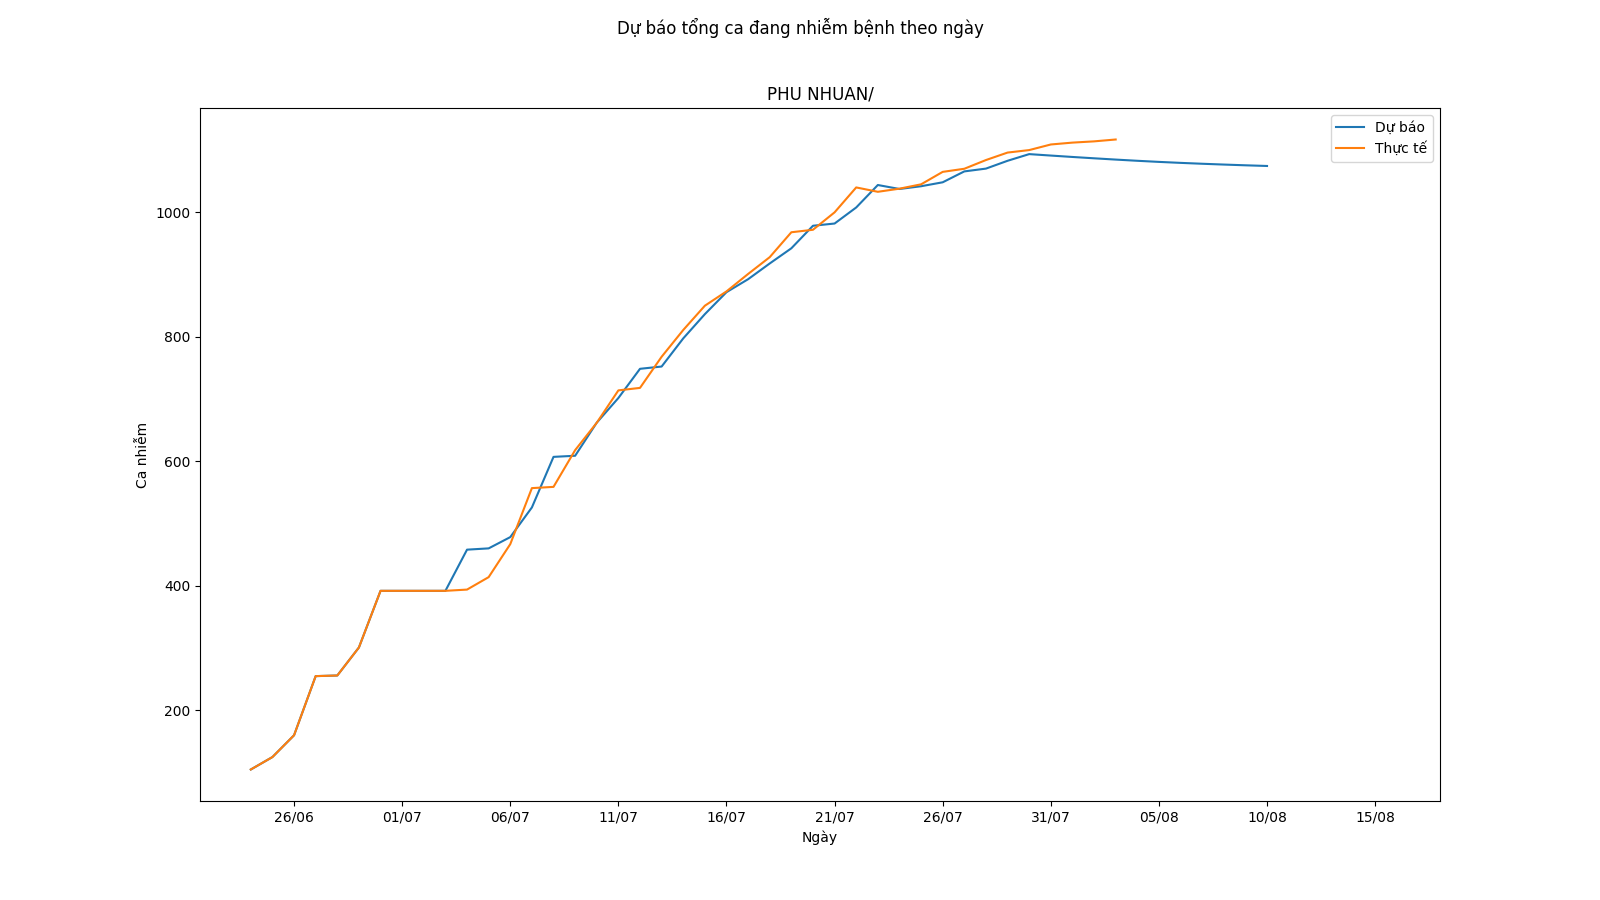 Dự báo tổng ca đang nhiễm bệnh theo ngày
PHU NHUAN/
Dự báo
Thực tế
1000
800
600
400
200
Ca nhiễm
26/06 01/07 06/07 11/07 16/07 21/07 26/07 31/07 05/08 10/08 15/08
Ngày